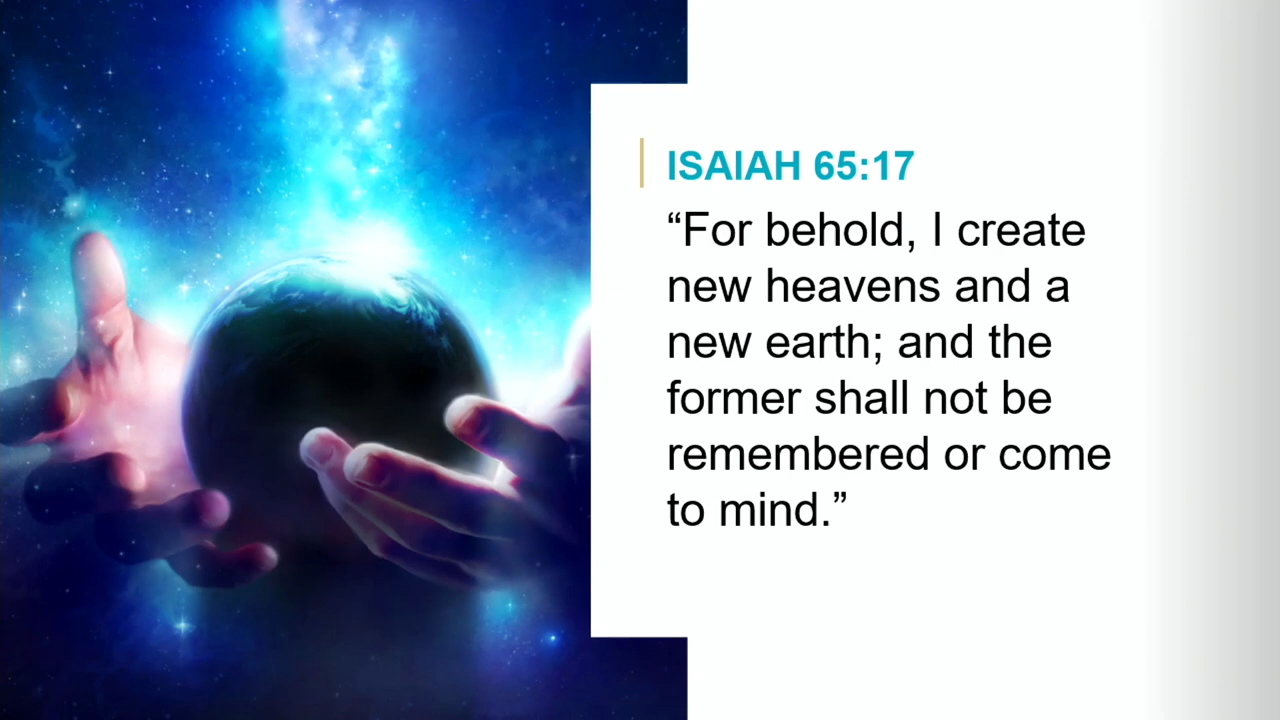 ISAIAH 65:17
“For behold, I create
new heavens and a
new earth; and the
former shall not be
remembered or come
to mind.”